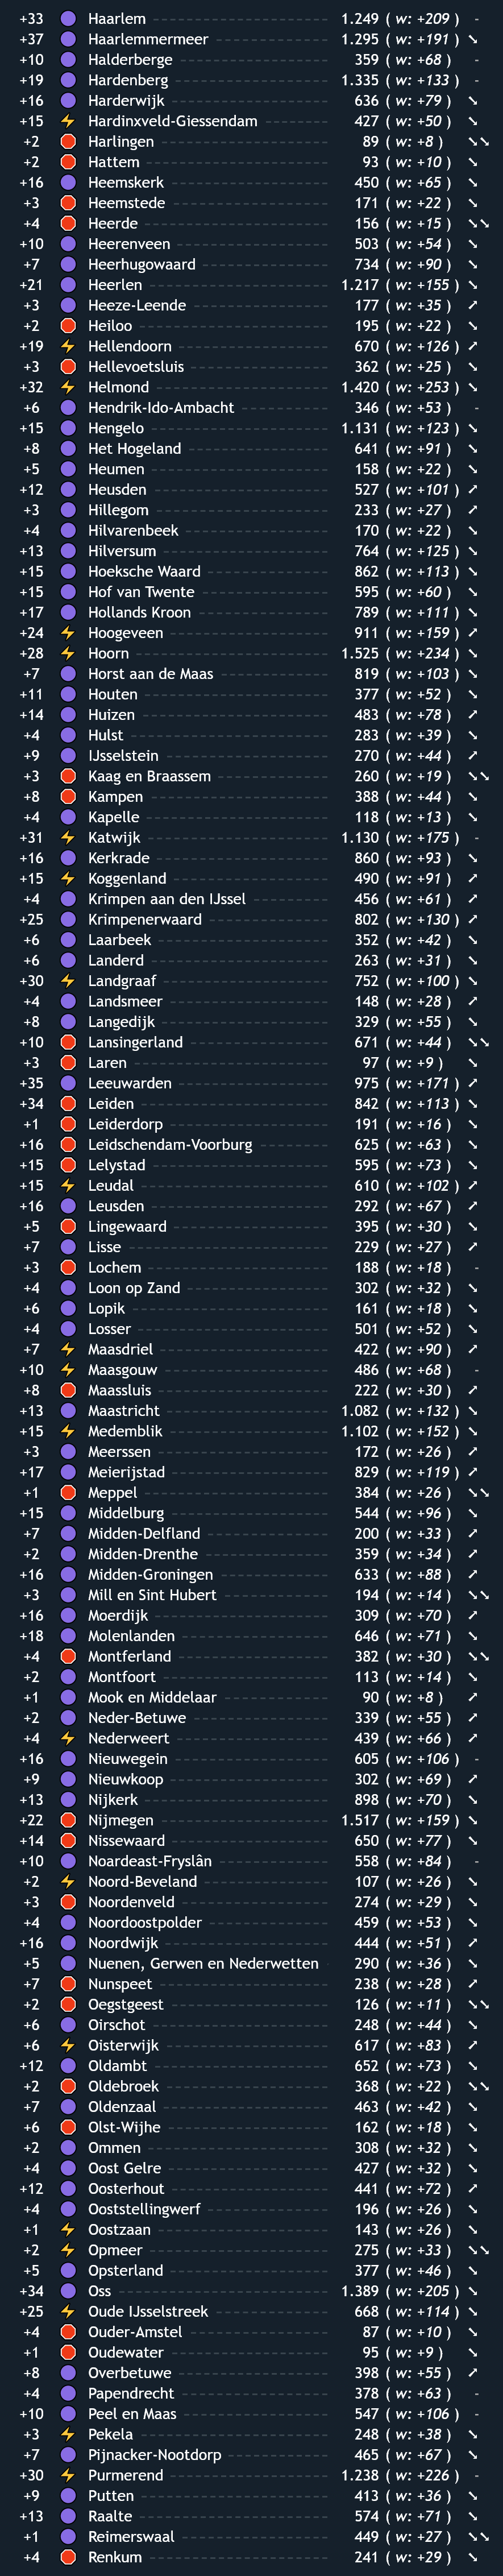 +33 Haarlem 1.249 ( w: +209 ) -
+37 Haarlemmermeer 1.295 ( w: +191 ) ↘
+10 Halderberge 359 ( w: +68 ) -
+19 Hardenberg 1.335 ( w: +133 ) -
+16 Harderwijk 636 ( w: +79 ) ↘
+15 Hardinxveld-Giessendam 427 ( w: +50 ) ↘
+2 Harlingen 89 ( w: +8 ) ↘↘
+2 Hattem 93 ( w: +10 ) ↘
+16 Heemskerk 450 ( w: +65 ) ↘
+3 Heemstede 171 ( w: +22 ) ↘
+4 Heerde 156 ( w: +15 ) ↘↘
+10 Heerenveen 503 ( w: +54 ) ↘
+7 Heerhugowaard 734 ( w: +90 ) ↘
+21 Heerlen 1.217 ( w: +155 ) ↘
+3 Heeze-Leende 177 ( w: +35 ) ↗
+2 Heiloo 195 ( w: +22 ) ↘
+19 Hellendoorn 670 ( w: +126 ) ↗
+3 Hellevoetsluis 362 ( w: +25 ) ↘
+32 Helmond 1.420 ( w: +253 ) ↘
+6 Hendrik-Ido-Ambacht 346 ( w: +53 ) -
+15 Hengelo 1.131 ( w: +123 ) ↘
+8 Het Hogeland 641 ( w: +91 ) ↘
+5 Heumen 158 ( w: +22 ) ↘
+12 Heusden 527 ( w: +101 ) ↗
+3 Hillegom 233 ( w: +27 ) ↗
+4 Hilvarenbeek 170 ( w: +22 ) ↘
+13 Hilversum 764 ( w: +125 ) ↘
+15 Hoeksche Waard 862 ( w: +113 ) ↘
+15 Hof van Twente 595 ( w: +60 ) ↘
+17 Hollands Kroon 789 ( w: +111 ) ↘
+24 Hoogeveen 911 ( w: +159 ) ↗
+28 Hoorn 1.525 ( w: +234 ) ↘
+7 Horst aan de Maas 819 ( w: +103 ) ↘
+11 Houten 377 ( w: +52 ) ↘
+14 Huizen 483 ( w: +78 ) ↗
+4 Hulst 283 ( w: +39 ) ↘
+9 IJsselstein 270 ( w: +44 ) ↗
+3 Kaag en Braassem 260 ( w: +19 ) ↘↘
+8 Kampen 388 ( w: +44 ) ↘
+4 Kapelle 118 ( w: +13 ) ↘
+31 Katwijk 1.130 ( w: +175 ) -
+16 Kerkrade 860 ( w: +93 ) ↘
+15 Koggenland 490 ( w: +91 ) ↗
+4 Krimpen aan den IJssel 456 ( w: +61 ) ↗
+25 Krimpenerwaard 802 ( w: +130 ) ↗
+6 Laarbeek 352 ( w: +42 ) ↘
+6 Landerd 263 ( w: +31 ) ↘
+30 Landgraaf 752 ( w: +100 ) ↘
+4 Landsmeer 148 ( w: +28 ) ↗
+8 Langedijk 329 ( w: +55 ) ↘
+10 Lansingerland 671 ( w: +44 ) ↘↘
+3 Laren 97 ( w: +9 ) ↘
+35 Leeuwarden 975 ( w: +171 ) ↗
+34 Leiden 842 ( w: +113 ) ↘
+1 Leiderdorp 191 ( w: +16 ) ↘
+16 Leidschendam-Voorburg 625 ( w: +63 ) ↘
+15 Lelystad 595 ( w: +73 ) ↘
+15 Leudal 610 ( w: +102 ) ↗
+16 Leusden 292 ( w: +67 ) ↗
+5 Lingewaard 395 ( w: +30 ) ↘
+7 Lisse 229 ( w: +27 ) ↗
+3 Lochem 188 ( w: +18 ) -
+4 Loon op Zand 302 ( w: +32 ) ↘
+6 Lopik 161 ( w: +18 ) ↘
+4 Losser 501 ( w: +52 ) ↘
+7 Maasdriel 422 ( w: +90 ) ↗
+10 Maasgouw 486 ( w: +68 ) -
+8 Maassluis 222 ( w: +30 ) ↗
+13 Maastricht 1.082 ( w: +132 ) ↘
+15 Medemblik 1.102 ( w: +152 ) ↘
+3 Meerssen 172 ( w: +26 ) ↗
+17 Meierijstad 829 ( w: +119 ) ↗
+1 Meppel 384 ( w: +26 ) ↘↘
+15 Middelburg 544 ( w: +96 ) ↘
+7 Midden-Delfland 200 ( w: +33 ) ↗
+2 Midden-Drenthe 359 ( w: +34 ) ↗
+16 Midden-Groningen 633 ( w: +88 ) ↗
+3 Mill en Sint Hubert 194 ( w: +14 ) ↘↘
+16 Moerdijk 309 ( w: +70 ) ↗
+18 Molenlanden 646 ( w: +71 ) ↘
+4 Montferland 382 ( w: +30 ) ↘↘
+2 Montfoort 113 ( w: +14 ) ↘
+1 Mook en Middelaar 90 ( w: +8 ) ↗
+2 Neder-Betuwe 339 ( w: +55 ) ↗
+4 Nederweert 439 ( w: +66 ) ↗
+16 Nieuwegein 605 ( w: +106 ) -
+9 Nieuwkoop 302 ( w: +69 ) ↗
+13 Nijkerk 898 ( w: +70 ) ↘
+22 Nijmegen 1.517 ( w: +159 ) ↘
+14 Nissewaard 650 ( w: +77 ) ↘
+10 Noardeast-Fryslân 558 ( w: +84 ) -
+2 Noord-Beveland 107 ( w: +26 ) ↘
+3 Noordenveld 274 ( w: +29 ) ↘
+4 Noordoostpolder 459 ( w: +53 ) ↘
+16 Noordwijk 444 ( w: +51 ) ↗
+5 Nuenen, Gerwen en Nederwetten 290 ( w: +36 ) ↘
+7 Nunspeet 238 ( w: +28 ) ↗
+2 Oegstgeest 126 ( w: +11 ) ↘↘
+6 Oirschot 248 ( w: +44 ) ↘
+6 Oisterwijk 617 ( w: +83 ) ↗
+12 Oldambt 652 ( w: +73 ) ↘
+2 Oldebroek 368 ( w: +22 ) ↘↘
+7 Oldenzaal 463 ( w: +42 ) ↘
+6 Olst-Wijhe 162 ( w: +18 ) ↘
+2 Ommen 308 ( w: +32 ) ↘
+4 Oost Gelre 427 ( w: +32 ) ↘
+12 Oosterhout 441 ( w: +72 ) ↗
+4 Ooststellingwerf 196 ( w: +26 ) ↘
+1 Oostzaan 143 ( w: +26 ) ↘
+2 Opmeer 275 ( w: +33 ) ↘↘
+5 Opsterland 377 ( w: +46 ) ↘
+34 Oss 1.389 ( w: +205 ) ↘
+25 Oude IJsselstreek 668 ( w: +114 ) ↘
+4 Ouder-Amstel 87 ( w: +10 ) ↘
+1 Oudewater 95 ( w: +9 ) ↘
+8 Overbetuwe 398 ( w: +55 ) ↗
+4 Papendrecht 378 ( w: +63 ) -
+10 Peel en Maas 547 ( w: +106 ) -
+3 Pekela 248 ( w: +38 ) ↘
+7 Pijnacker-Nootdorp 465 ( w: +67 ) ↘
+30 Purmerend 1.238 ( w: +226 ) -
+9 Putten 413 ( w: +36 ) ↘
+13 Raalte 574 ( w: +71 ) ↘
+1 Reimerswaal 449 ( w: +27 ) ↘↘
+4 Renkum 241 ( w: +29 ) ↘